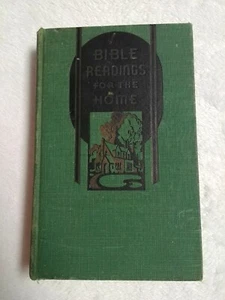 BIBLE
READINGS
FOR THE
HOME